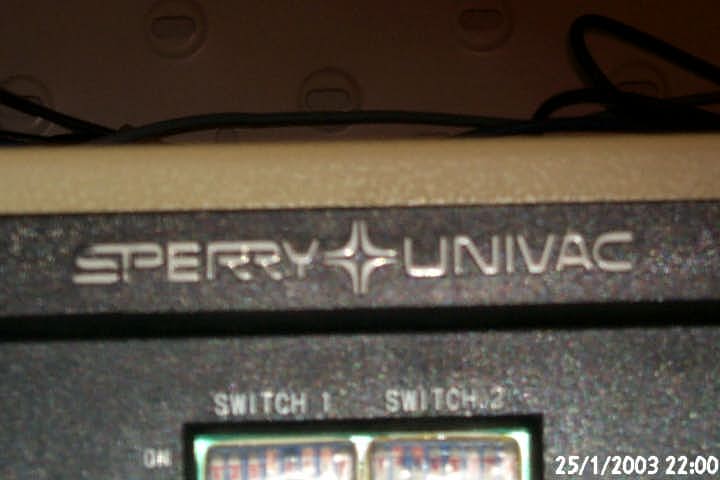 SPERRY UNIVAC
SWITCH 1 SWITCH 2
ON
25/1/2003 22:00